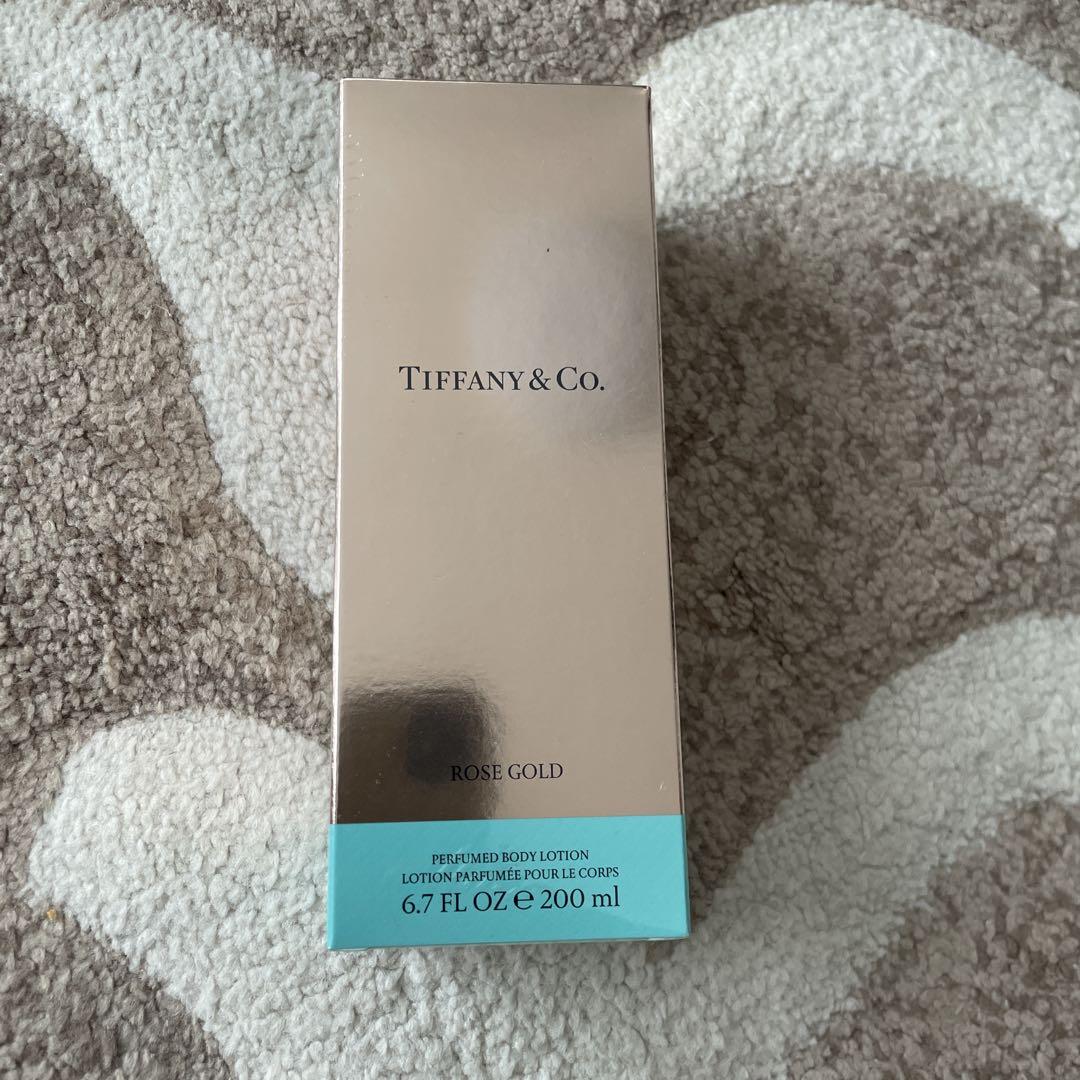 TIFFANY & CO.
ROSE GOLD
PERFUMED BODY LOTION
LOTION PARFUMÉE POUR LE CORPS
6.7 FL OZ ℮ 200 ml